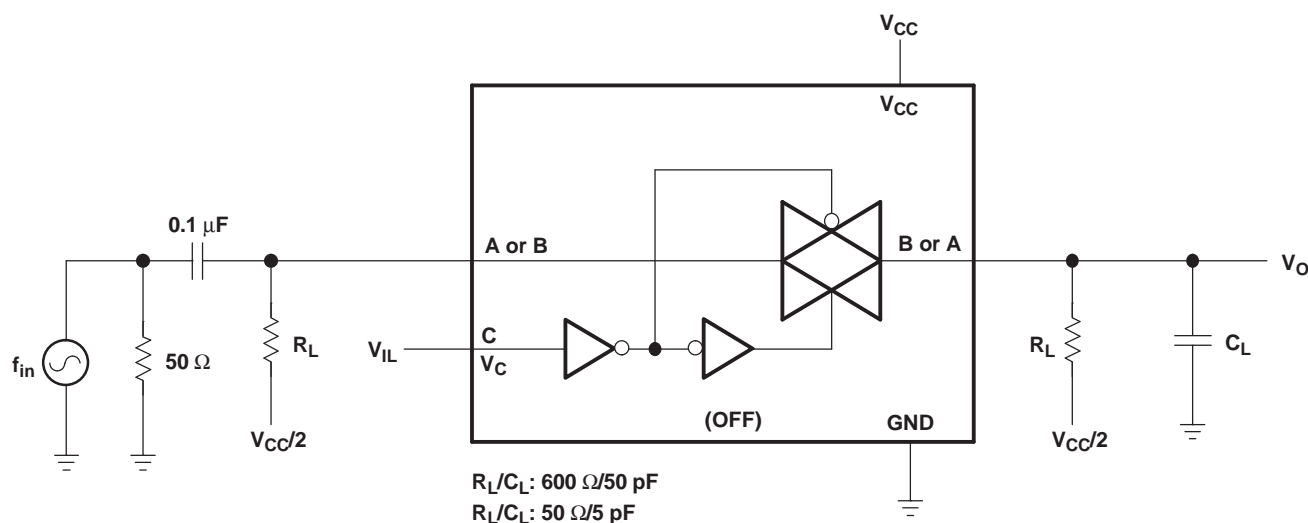 VCC
VCC
0.1 μF
A or B
B or A
VO
fin
50 Ω
RL
VCC/2
VIL
C
VC
(OFF)
GND
RL
VCC/2
CL
RL/CL: 600 Ω/50 pF
RL/CL: 50 Ω/5 pF